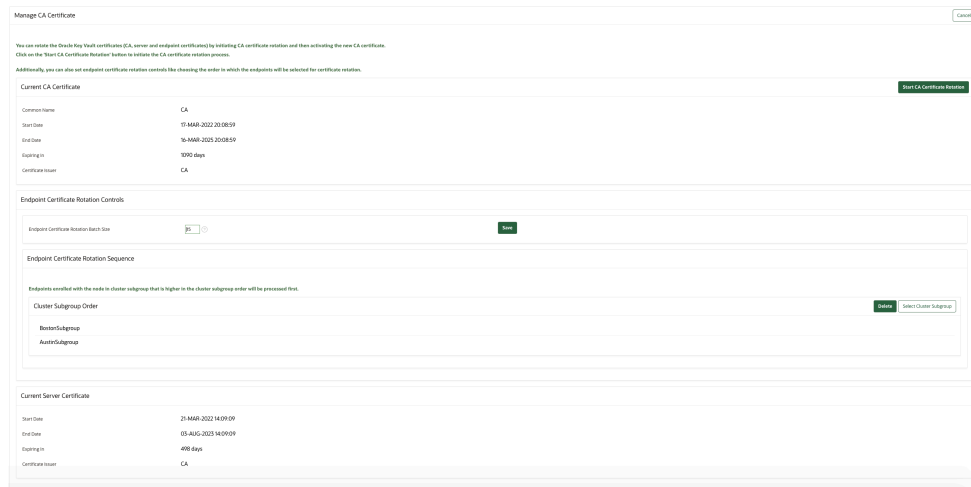 Manage CA Certificate
Cancel
You can rotate the Oracle Key Vault certificates (CA, server and endpoint certificates) by initiating CA certificate rotation and then activating the new CA certificate.
Click on the 'Start CA Certificate Rotation' button to initiate the CA certificate rotation process.
Additionally, you can also set endpoint certificate rotation controls like choosing the order in which the endpoints will be selected for certificate rotation.
Current CA Certificate
Start CA Certificate Rotation
Common Name CA
Start Date 17-MAR-2022 20:08:59
End Date 16-MAR-2025 20:08:59
Expiring In 1090 days
Certificate Issuer CA
Endpoint Certificate Rotation Controls
Endpoint Certificate Rotation Batch Size 15 Save
Endpoint Certificate Rotation Sequence
Endpoints enrolled with the node in cluster subgroup that is higher in the cluster subgroup order will be processed first.
Cluster Subgroup Order
Delete Select Cluster Subgroup
BostonSubgroup
AustinSubgroup
Current Server Certificate
Start Date 21-MAR-2022 14:09:09
End Date 03-AUG-2023 14:09:09
Expiring In 498 days
Certificate Issuer CA